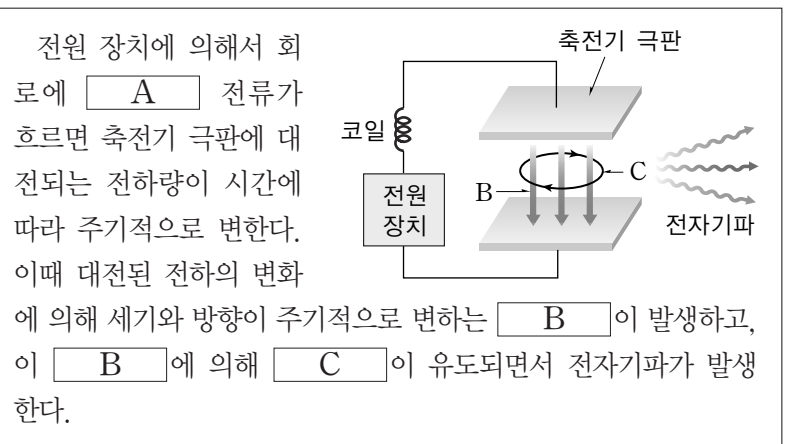 전원 장치에 의해서 회
로에 A 전류가
흐르면 축전기 극판에 대
전되는 전하량이 시간에
따라 주기적으로 변한다.
이때 대전된 전하의 변화
에 의해 세기와 방향이 주기적으로 변하는 B 이 발생하고,
이 B 에 의해 C 이 유도되면서 전자기파가 발생
한다.
축전기 극판
코일
B
C
전원
장치
전자기파